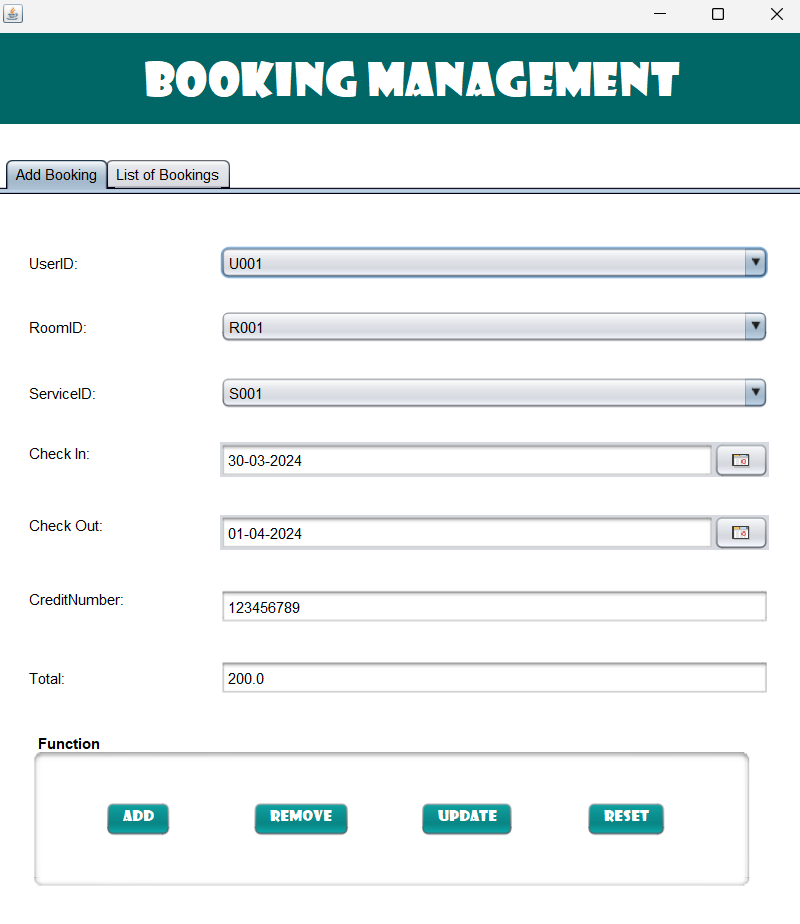 BOOKING MANAGEMENT
Add Booking List of Bookings
UserID: U001
RoomID: R001
ServiceID: S001
Check In: 30-03-2024
Check Out: 01-04-2024
CreditNumber: 123456789
Total: 200.0
Function
ADD REMOVE UPDATE RESET